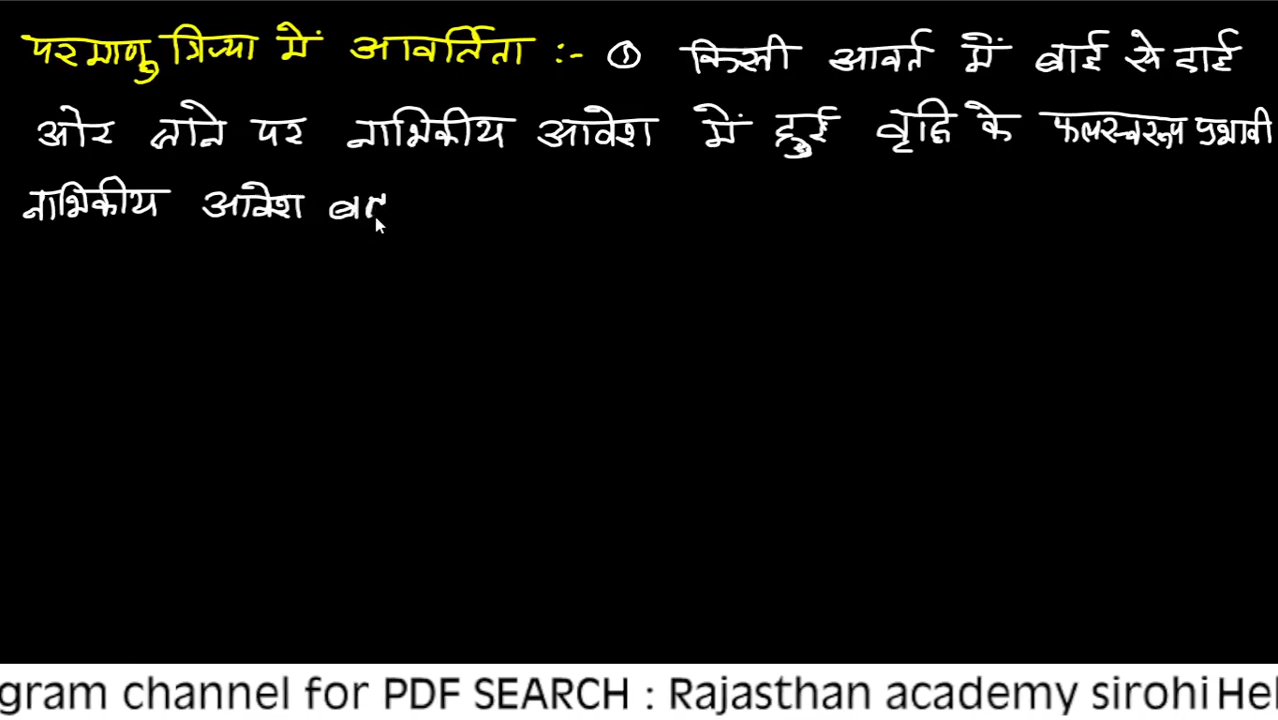 परमाणु त्रिज्या में आवर्तिता :- ① किसी आवर्त में बाई से दाई
ओर जाने पर नाभिकीय आवेश में हुई वृद्धि के फलस्वरूप प्रभावी
नाभिकीय आवेश
gram channel for PDF SEARCH : Rajasthan academy sirohi Hel